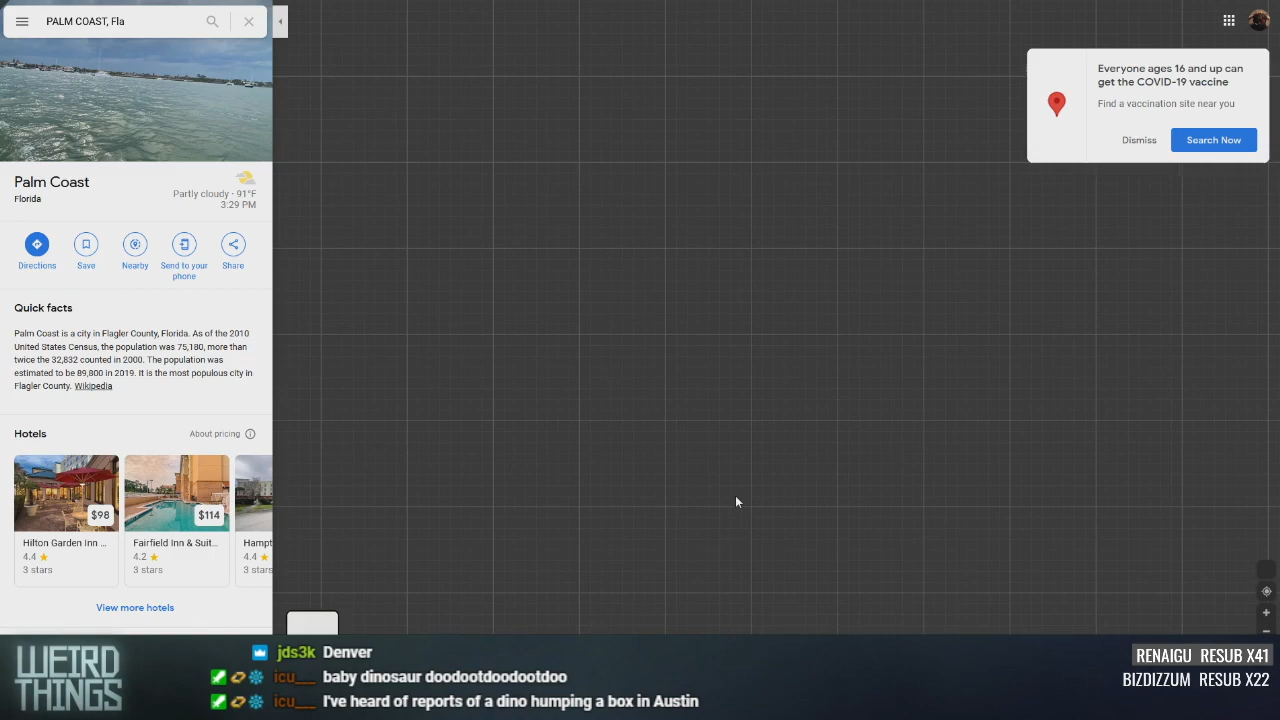 PALM COAST, Fla
Everyone ages 16 and up can
get the COVID-19 vaccine
Find a vaccination site near you
Dismiss
Search Now
Palm Coast
Florida
Partly cloudy · 91°F
3:29 PM
Directions
Save
Nearby
Send to your
phone
Share
Quick facts
Palm Coast is a city in Flagler County, Florida. As of the 2010
United States Census, the population was 75,180, more than
twice the 32,832 counted in 2000. The population was
estimated to be 89,800 in 2019. It is the most populous city in
Flagler County. Wikipedia
Hotels
About pricing
$98
$114
Hilton Garden Inn ...
4.4
3 stars
Fairfield Inn & Suit...
4.2
3 stars
Hampt
4.4
3 stars
View more hotels
WEIRD
THINGS
jds3k Denver
icu___ baby dinosaur doodootdoodootdoo
icu___ I've heard of reports of a dino humping a box in Austin
RENAIGU RESUB X41
BIZDIZZUM RESUB X22